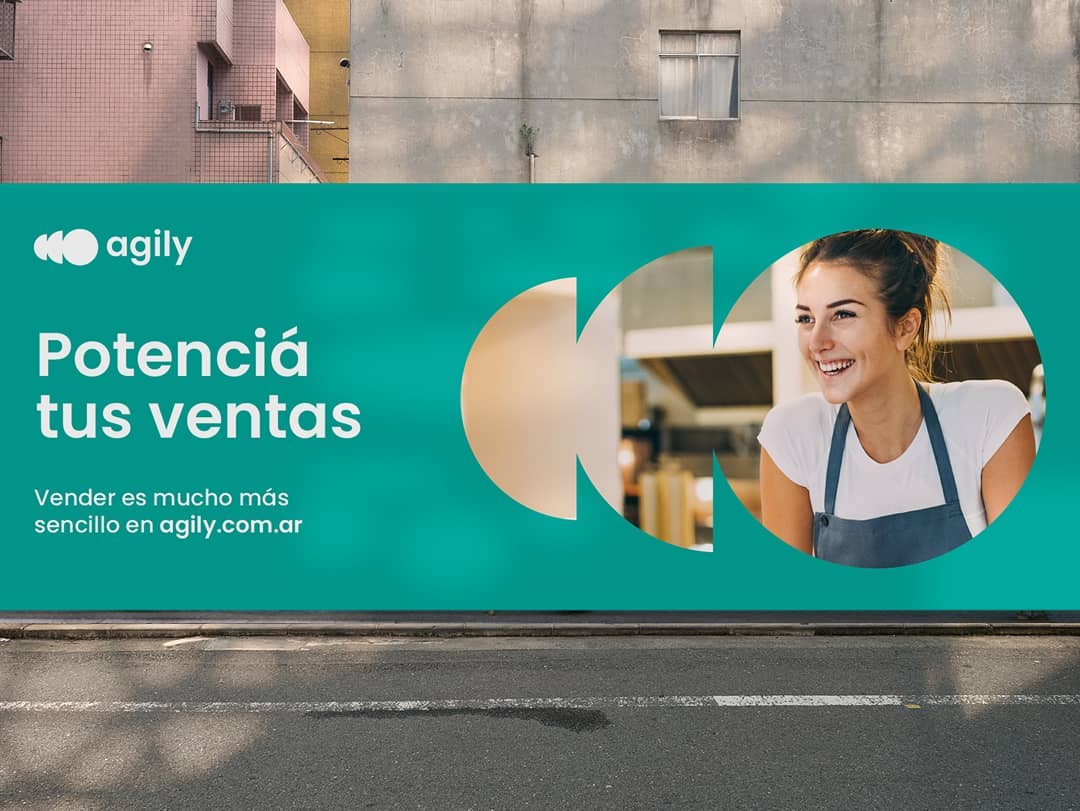 agily
Potenciá
tus ventas
Vender es mucho más
sencillo en agily.com.ar